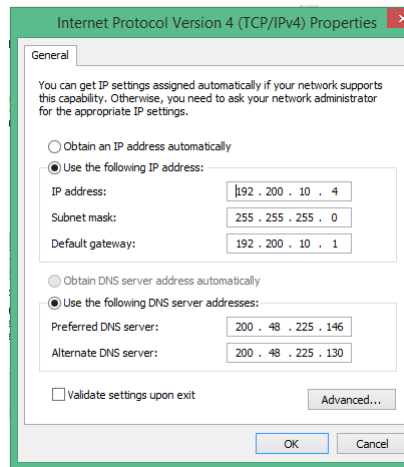 Internet Protocol Version 4 (TCP/IPv4) Properties
General
You can get IP settings assigned automatically if your network supports
this capability. Otherwise, you need to ask your network administrator
for the appropriate IP settings.
Obtain an IP address automatically
Use the following IP address:
IP address: 192 . 200 . 10 . 4
Subnet mask: 255 . 255 . 255 . 0
Default gateway: 192 . 200 . 10 . 1
Obtain DNS server address automatically
Use the following DNS server addresses:
Preferred DNS server: 200 . 48 . 225 . 146
Alternate DNS server: 200 . 48 . 225 . 130
Validate settings upon exit
Advanced...
OK Cancel